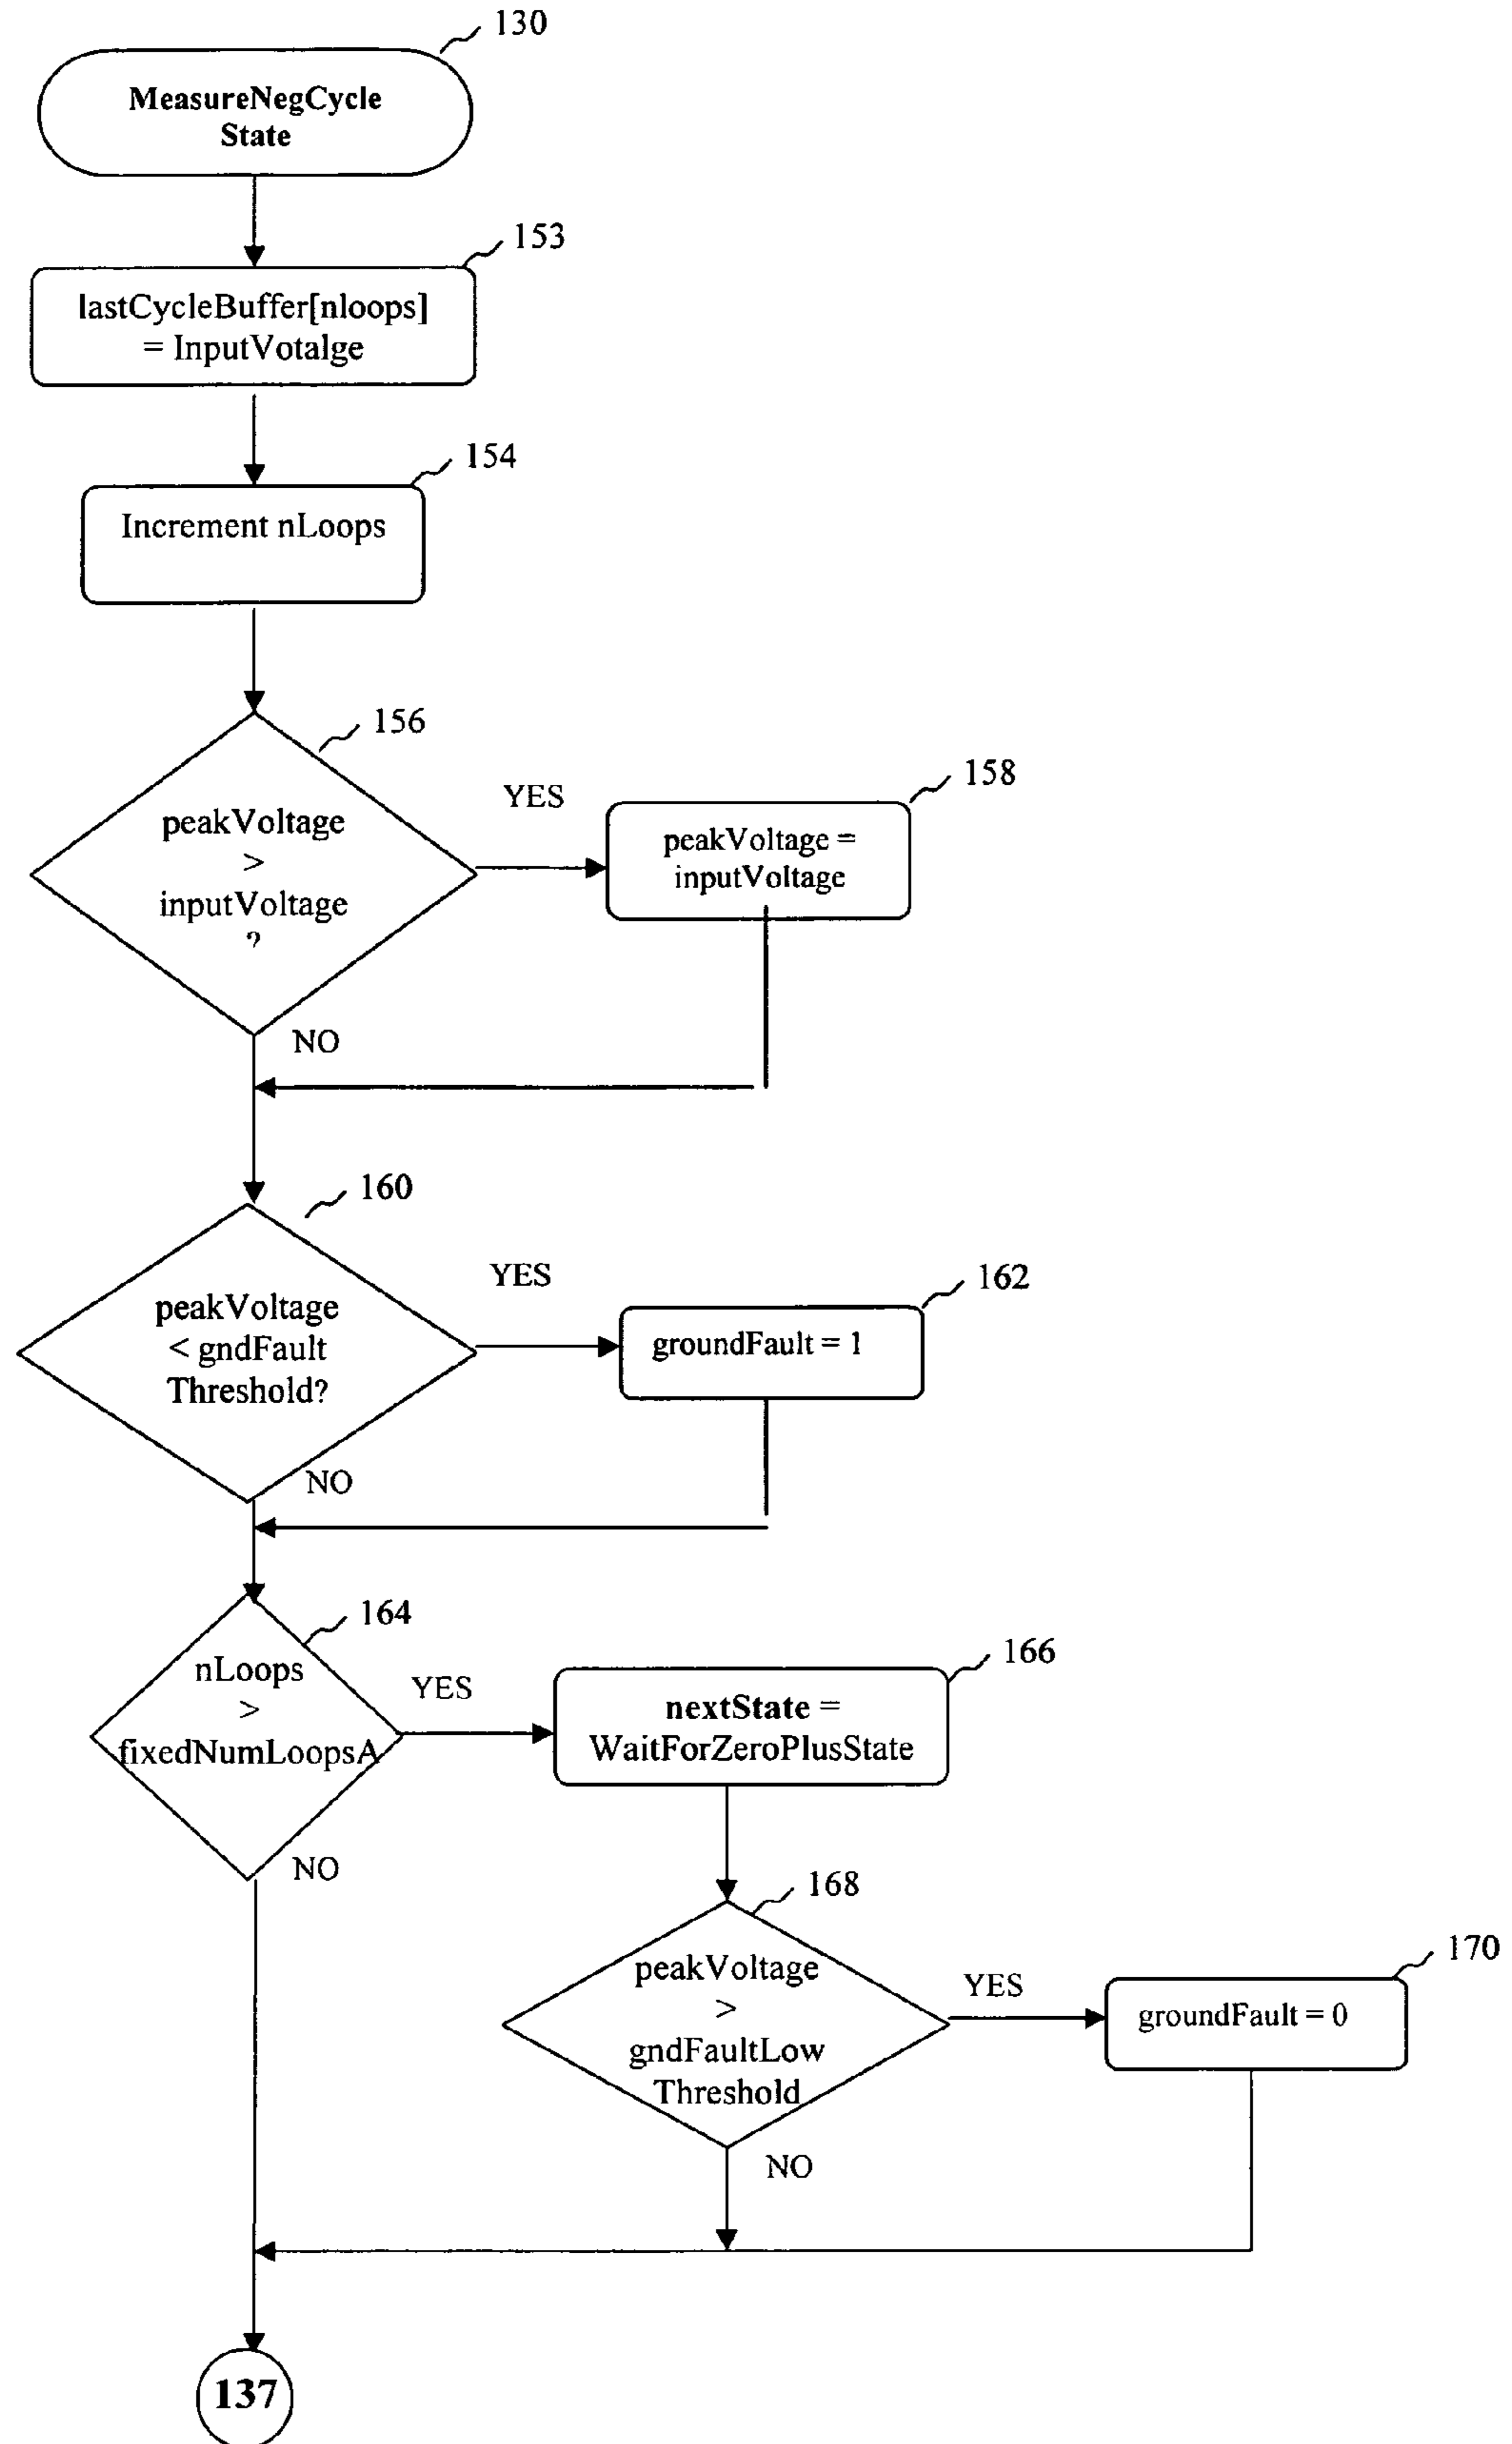 130
MeasureNegCycle
State
153
lastCycleBuffer[nloops]
= InputVotalge
154
Increment nLoops
156
peakVoltage
>
inputVoltage
?
YES
158
peakVoltage =
inputVoltage
NO
160
peakVoltage
< gndFault
Threshold?
YES
162
groundFault = 1
NO
164
nLoops
>
fixedNumLoopsA
YES
166
nextState =
WaitForZeroPlusState
NO
168
peakVoltage
>
gndFaultLow
Threshold
YES
170
groundFault = 0
NO
137